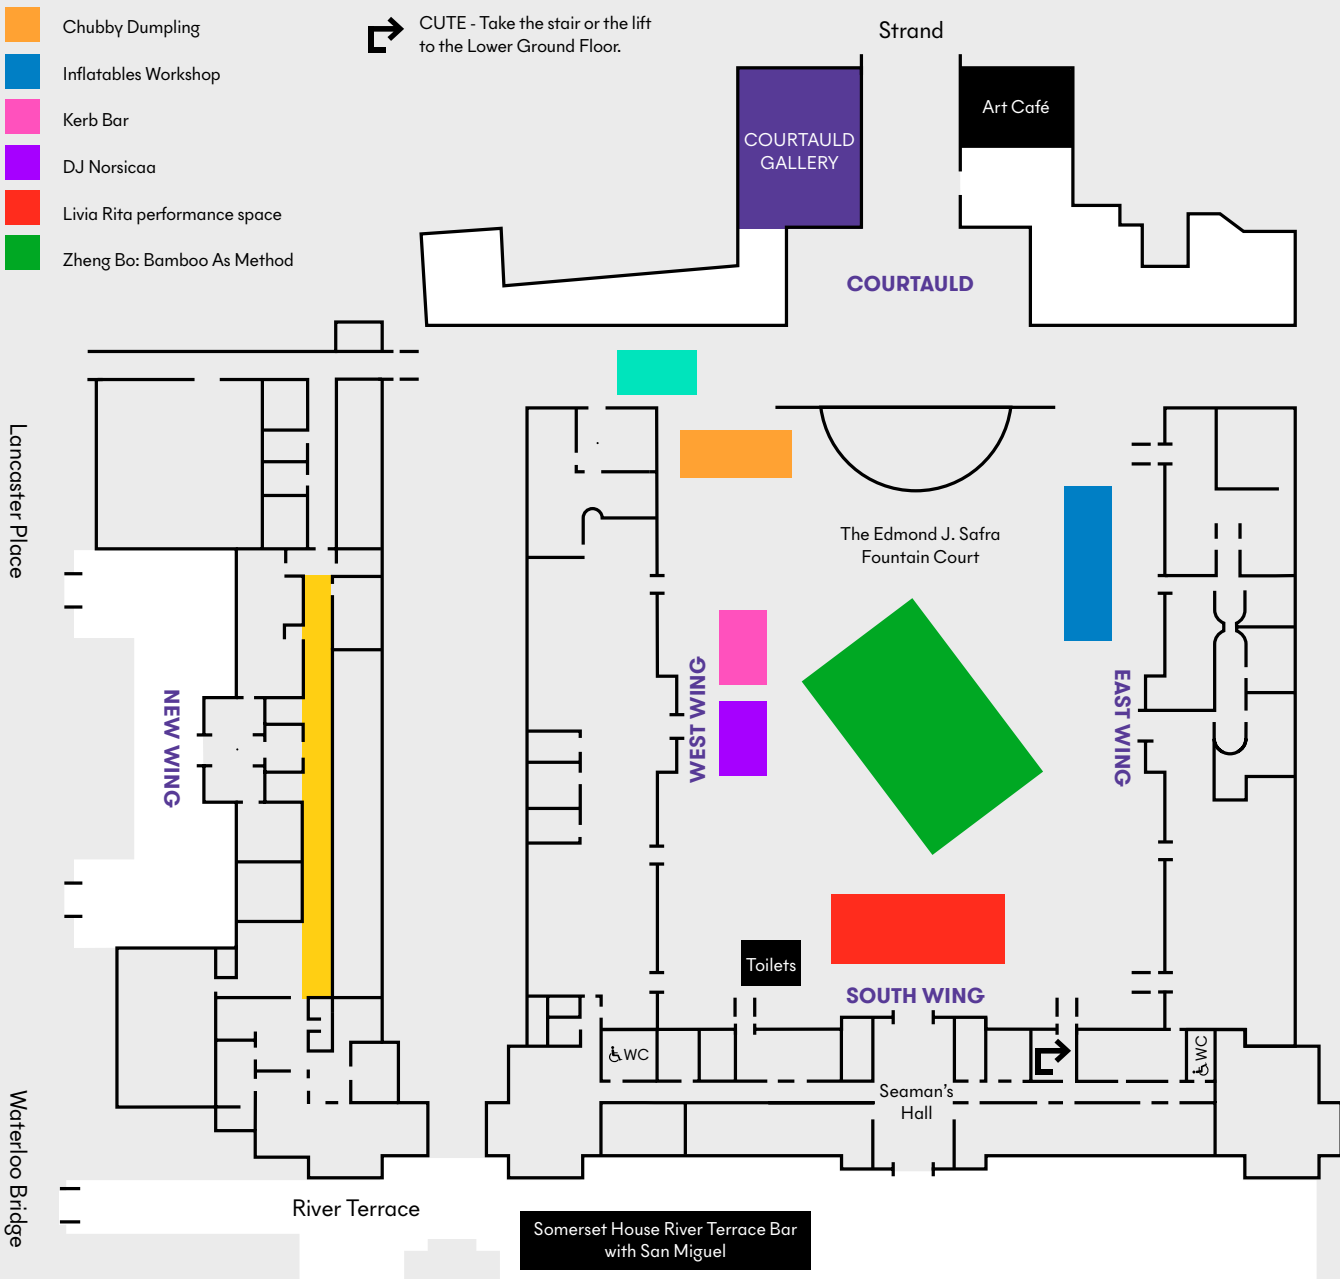 Chubby Dumpling
Inflatables Workshop
Kerb Bar
DJ Norsicaa
Livia Rita performance space
Zheng Bo: Bamboo As Method
CUTE - Take the stair or the lift
to the Lower Ground Floor.
Strand
Art Café
COURTAULD
GALLERY
COURTAULD
Lancaster Place
The Edmond J. Safra
Fountain Court
NEW WING
WEST WING
EAST WING
Toilets
SOUTH WING
WC
WC
Seaman's
Hall
Waterloo Bridge
River Terrace
Somerset House River Terrace Bar
with San Miguel